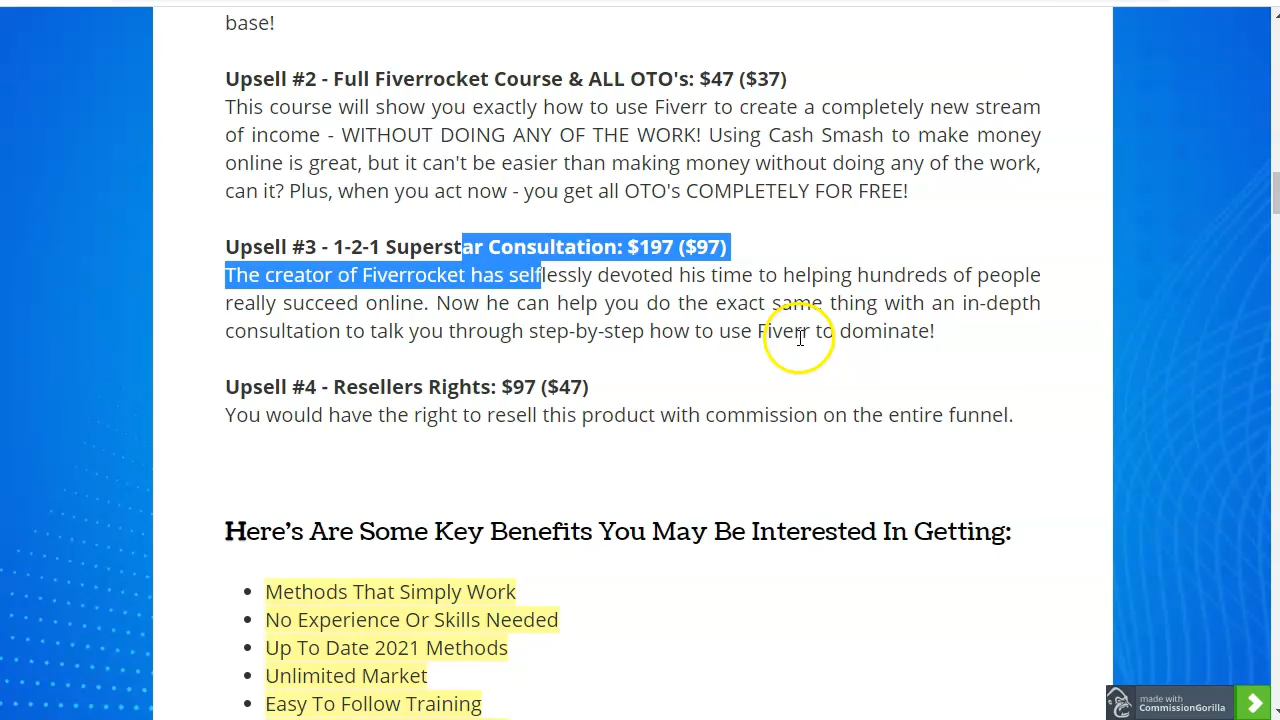 base!
Upsell #2 - Full Fiverrocket Course & ALL OTO's: $47 ($37)
This course will show you exactly how to use Fiverr to create a completely new stream
of income - WITHOUT DOING ANY OF THE WORK! Using Cash Smash to make money
online is great, but it can't be easier than making money without doing any of the work,
can it? Plus, when you act now - you get all OTO's COMPLETELY FOR FREE!
Upsell #3 - 1-2-1 Superstar Consultation: $197 ($97)
The creator of Fiverrocket has selflessly devoted his time to helping hundreds of people
really succeed online. Now he can help you do the exact same thing with an in-depth
consultation to talk you through step-by-step how to use Fiverr to dominate!
Upsell #4 - Resellers Rights: $97 ($47)
You would have the right to resell this product with commission on the entire funnel.
Here's Are Some Key Benefits You May Be Interested In Getting:
Methods That Simply Work
No Experience Or Skills Needed
Up To Date 2021 Methods
Unlimited Market
Easy To Follow Training
made with
CommissionGorilla